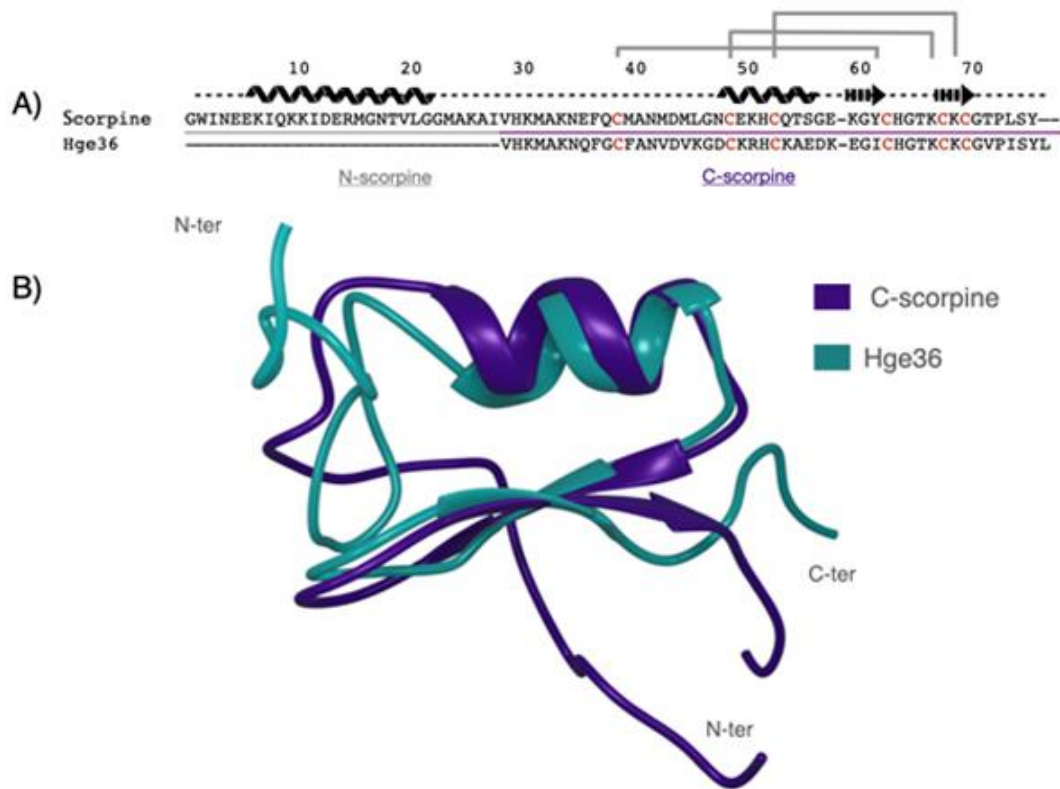 10 20 30 40 50 60 70
A)
Scorpine GWINEEKIQKKIDERMGNTVLGGMAKAIVHKMAKNEFQCMANMDMLGNCEKHCQTSGE-KGYCHGTKCKCGTPLSY--
Hge36 ----------------------------VHKMAKNQFGCFANVDVKGDCKRHCKAEDK-EGICHGTKCKCGVPISYL
N-scorpine C-scorpine
N-ter
B)
C-scorpine
Hge36
C-ter
N-ter